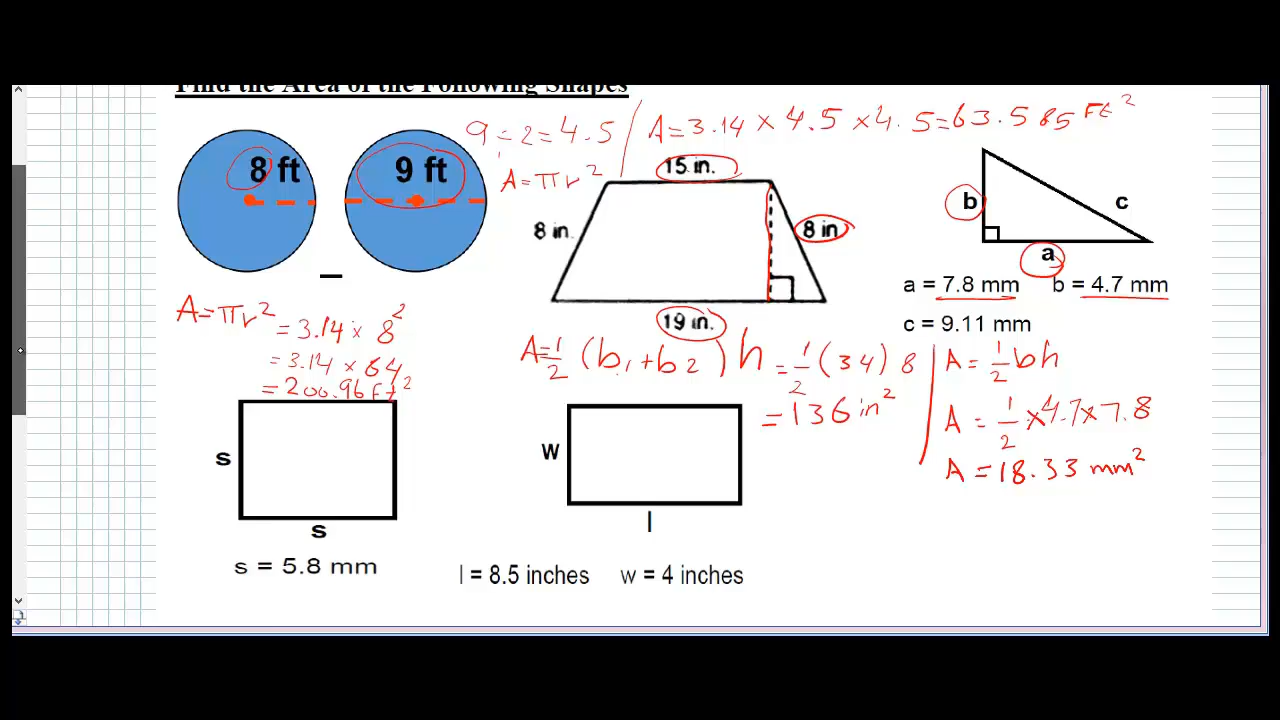 Find the Area of the Following Shapes
8 ft
9 ft
9 ÷ 2 = 4.5
A = πr²
A = 3.14 × 4.5 × 4.5 = 63.585 Ft²
15 in.
8 in.
8 in
19 in.
b
c
a
a = 7.8 mm b = 4.7 mm
c = 9.11 mm
A = πr² = 3.14 × 8²
= 3.14 × 64
= 200.96 ft²
A = 1/2 (b1 + b2) h = 1/2 (34) 8
= 136 in²
A = 1/2 bh
A = 1/2 × 4.7 × 7.8
A = 18.33 mm²
s
s
s = 5.8 mm
w
l
l = 8.5 inches w = 4 inches